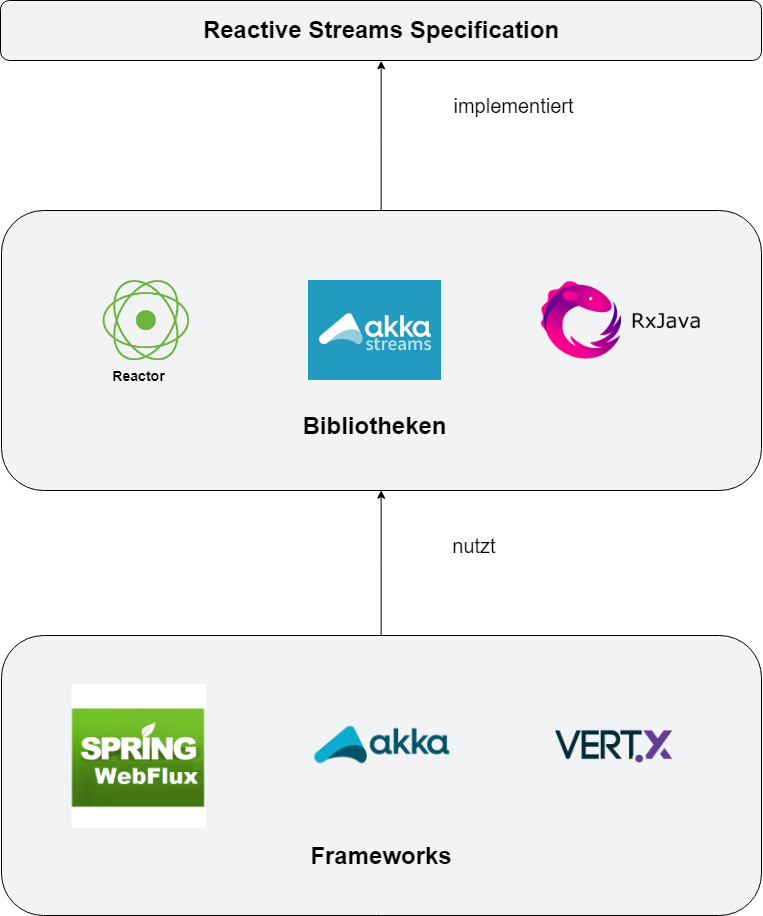 Reactive Streams Specification
implementiert
Reactor
akka
streams
RxJava
Bibliotheken
nutzt
SPRING
WebFlux
akka
VERT.X
Frameworks